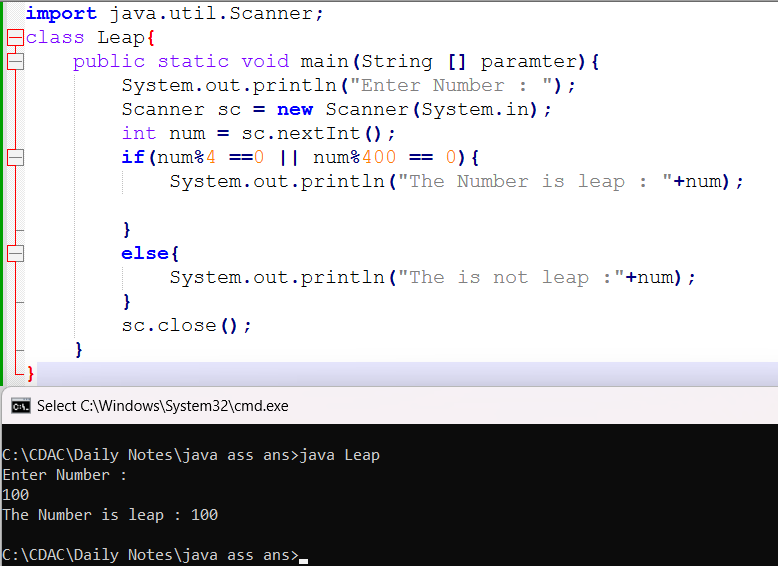 import java.util.Scanner;
class Leap{
public static void main(String [] paramter){
System.out.println("Enter Number : ");
Scanner sc = new Scanner(System.in);
int num = sc.nextInt();
if(num%4 ==0 || num%400 == 0){
System.out.println("The Number is leap : "+num);
}
else{
System.out.println("The is not leap :"+num);
}
sc.close();
}
}
Select C:\Windows\System32\cmd.exe
C:\CDAC\Daily Notes\java ass ans>java Leap
Enter Number :
100
The Number is leap : 100
C:\CDAC\Daily Notes\java ass ans>